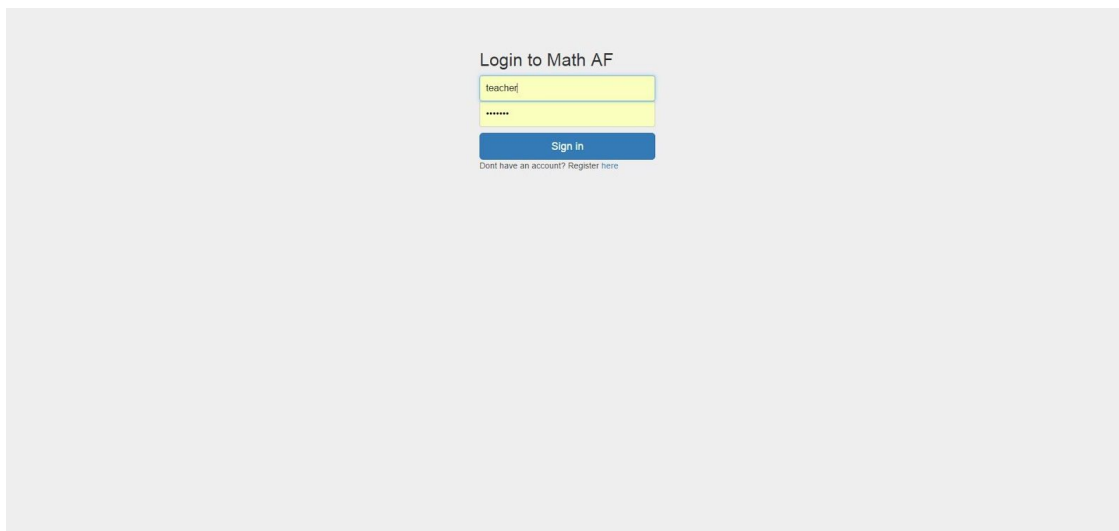 Login to Math AF
teacher
•••••••
Sign in
Dont have an account? Register here